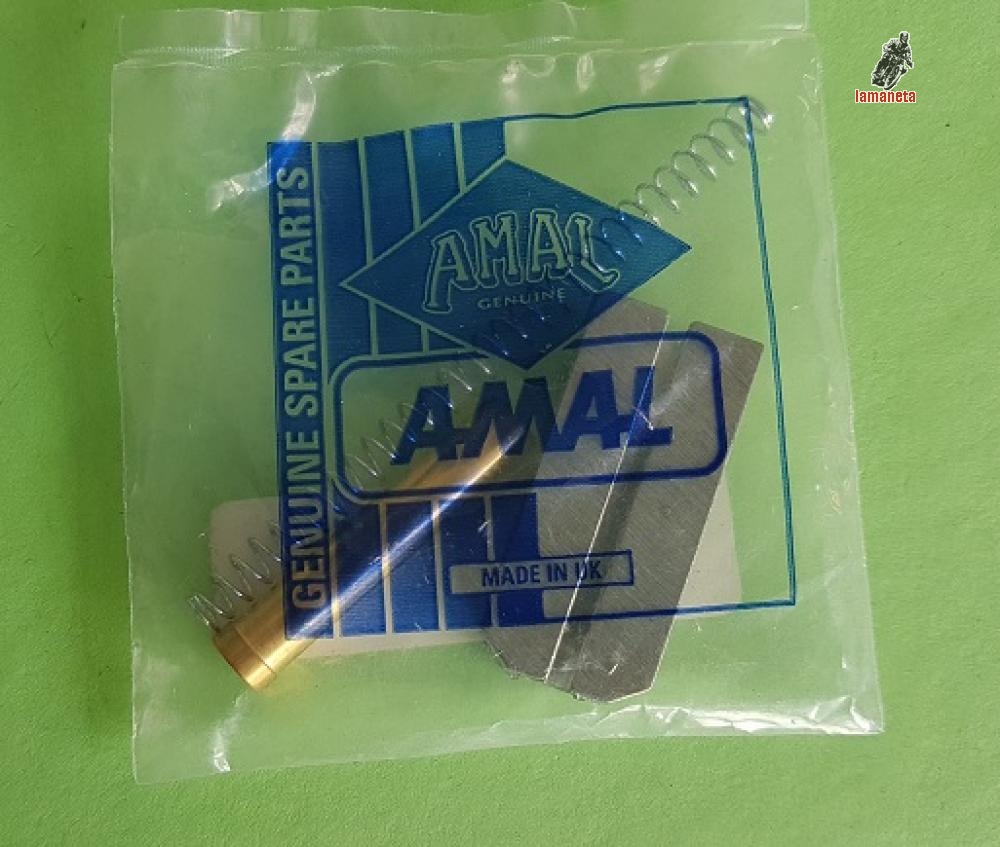 lamaneta
GENUINE SPARE PARTS
AMAL
GENUINE
AMAL
MADE IN UK